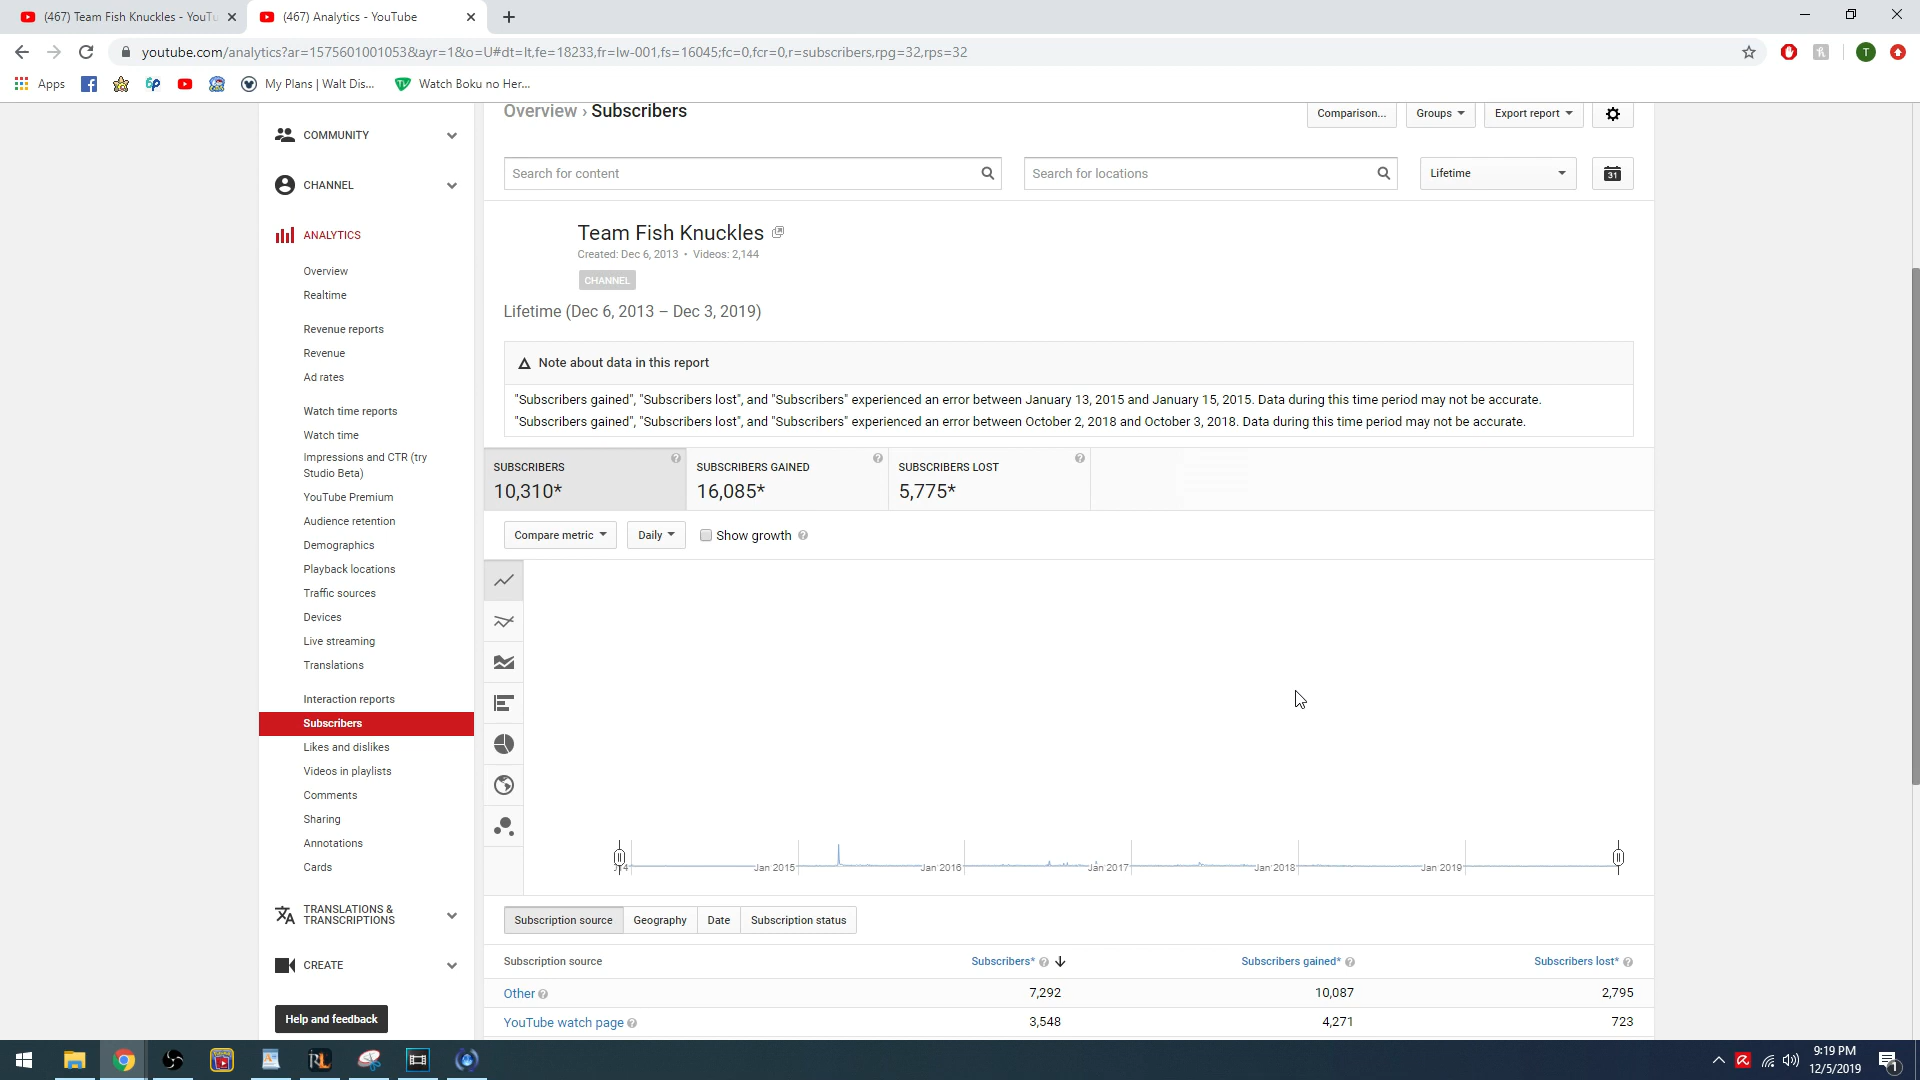 (467) Team Fish Knuckles - YouTu
(467) Analytics - YouTube
youtube.com/analytics?ar=1575601001053&ayr=1&o=U#dt=lt,fe=18233,fr=lw-001,fs=16045;fc=0,fcr=0,r=subscribers,rpg=32,rps=32
T
Apps
My Plans | Walt Dis...
Watch Boku no Her...
COMMUNITY
CHANNEL
ANALYTICS
Overview
Realtime
Revenue reports
Revenue
Ad rates
Watch time reports
Watch time
Impressions and CTR (try
Studio Beta)
YouTube Premium
Audience retention
Demographics
Playback locations
Traffic sources
Devices
Live streaming
Translations
Interaction reports
Subscribers
Likes and dislikes
Videos in playlists
Comments
Sharing
Annotations
Cards
TRANSLATIONS &
TRANSCRIPTIONS
CREATE
Help and feedback
Overview › Subscribers
Comparison...
Groups
Export report
Search for content
Search for locations
Lifetime
31
Team Fish Knuckles
Created: Dec 6, 2013 • Videos: 2,144
CHANNEL
Lifetime (Dec 6, 2013 – Dec 3, 2019)
Note about data in this report
"Subscribers gained", "Subscribers lost", and "Subscribers" experienced an error between January 13, 2015 and January 15, 2015. Data during this time period may not be accurate.
"Subscribers gained", "Subscribers lost", and "Subscribers" experienced an error between October 2, 2018 and October 3, 2018. Data during this time period may not be accurate.
SUBSCRIBERS ?
10,310*
SUBSCRIBERS GAINED ?
16,085*
SUBSCRIBERS LOST ?
5,775*
Compare metric
Daily
Show growth ?
Jan 2015
Jan 2016
Jan 2017
Jan 2018
Jan 2019
Subscription source
Geography
Date
Subscription status
Subscription source Subscribers* ? Subscribers gained* ? Subscribers lost* ?
Other ? 7,292 10,087 2,795
YouTube watch page ? 3,548 4,271 723
9:19 PM
12/5/2019
1